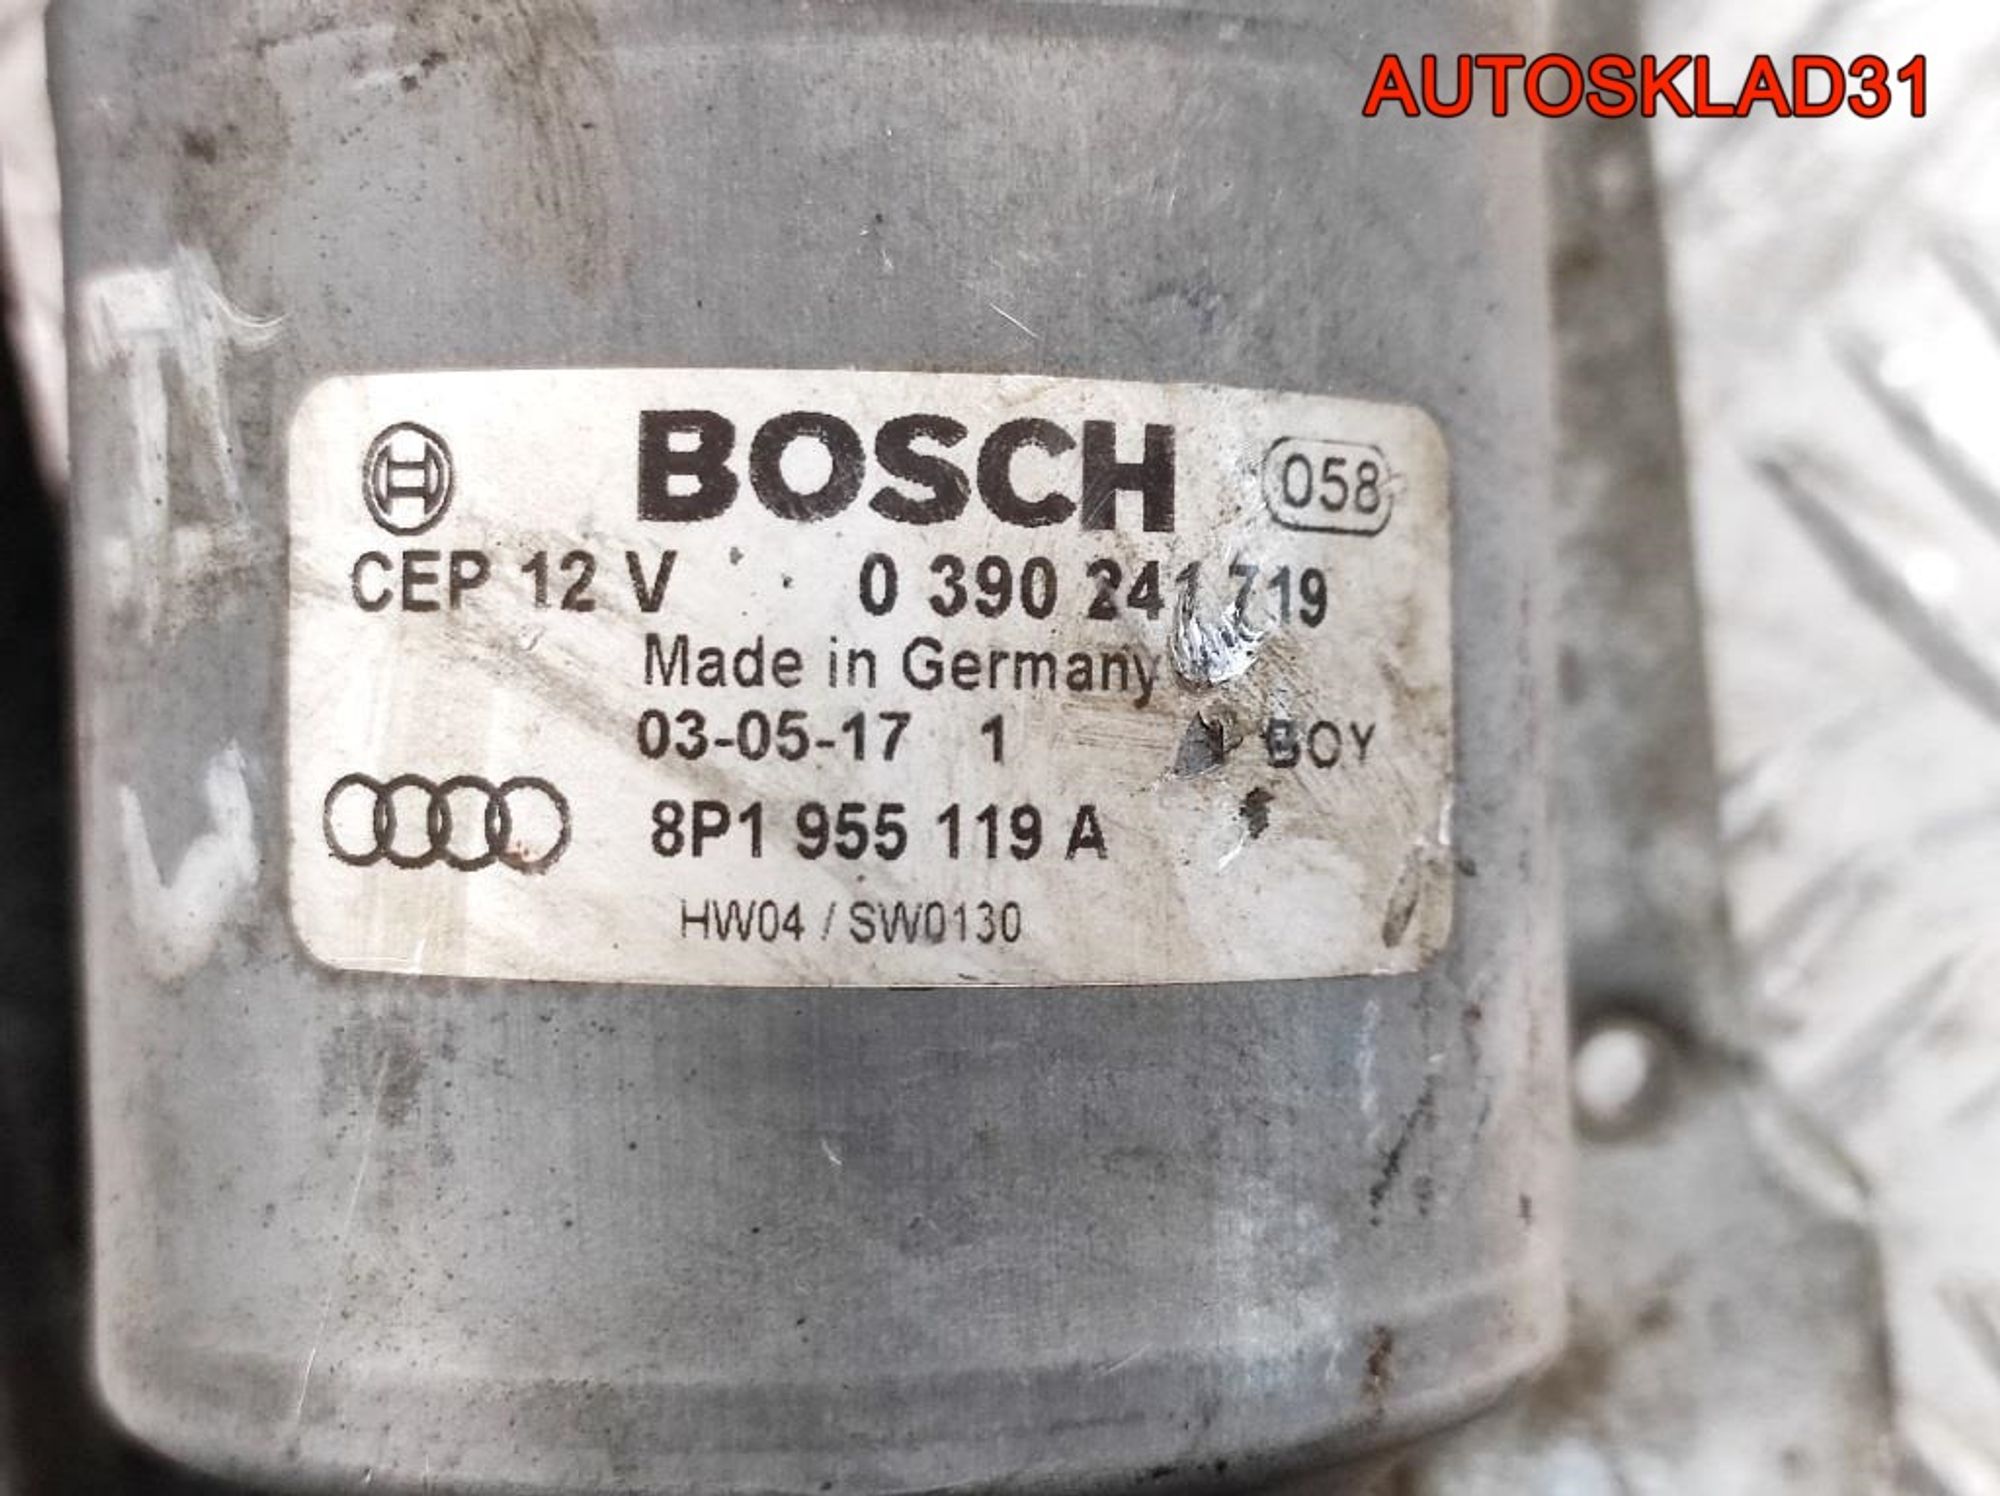 AUTOSKLAD31
BOSCH 058
CEP 12 V 0 390 241 719
Made in Germany
03-05-17 1 BOY
8P1 955 119 A
HW04 / SW0130